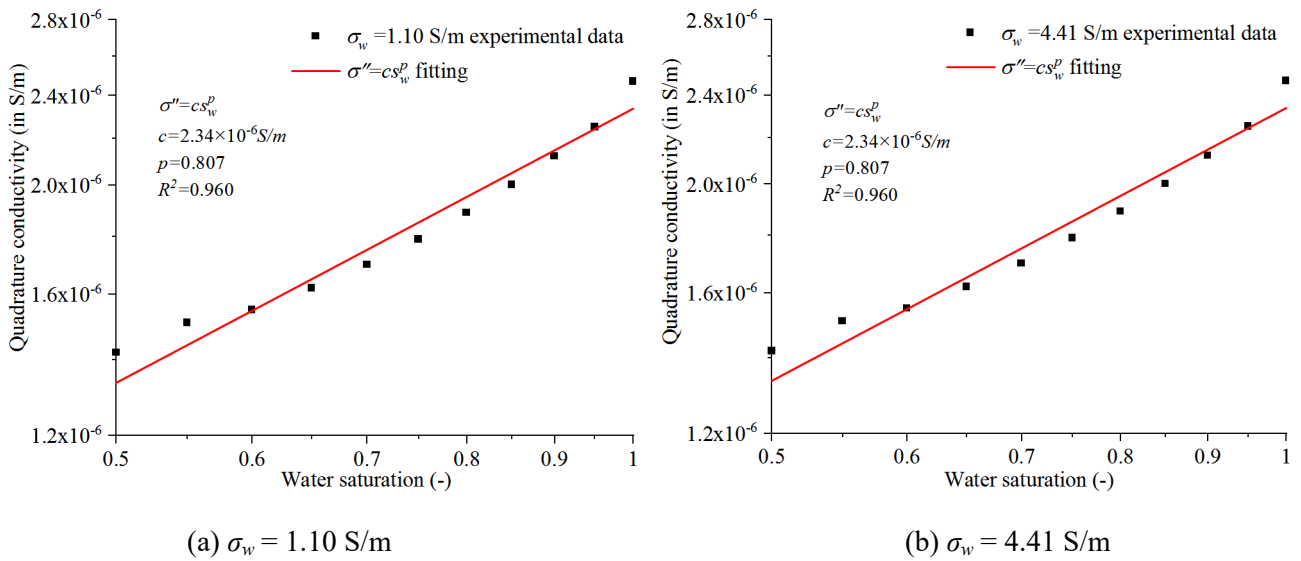 2.8x10⁻⁶
2.4x10⁻⁶
2.0x10⁻⁶
1.6x10⁻⁶
1.2x10⁻⁶
Quadrature conductivity (in S/m)
σw =1.10 S/m experimental data
σ″=cswᵖ fitting
σ″=cswᵖ
c=2.34×10⁻⁶S/m
p=0.807
R²=0.960
0.5 0.6 0.7 0.8 0.9 1
Water saturation (-)
(a) σw = 1.10 S/m
2.8x10⁻⁶
2.4x10⁻⁶
2.0x10⁻⁶
1.6x10⁻⁶
1.2x10⁻⁶
Quadrature conductivity (in S/m)
σw =4.41 S/m experimental data
σ″=cswᵖ fitting
σ″=cswᵖ
c=2.34×10⁻⁶S/m
p=0.807
R²=0.960
0.5 0.6 0.7 0.8 0.9 1
Water saturation (-)
(b) σw = 4.41 S/m